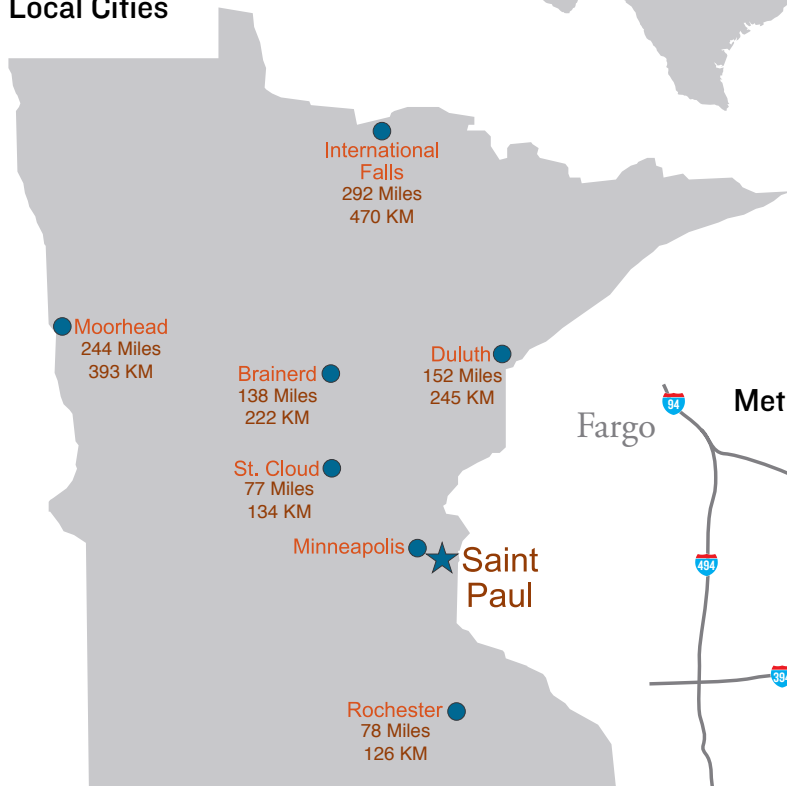 Local Cities
International
Falls
292 Miles
470 KM
Moorhead
244 Miles
393 KM
Duluth
152 Miles
245 KM
Brainerd
138 Miles
222 KM
St. Cloud
77 Miles
134 KM
Minneapolis
Saint
Paul
Rochester
78 Miles
126 KM
94
Met
Fargo
494
394